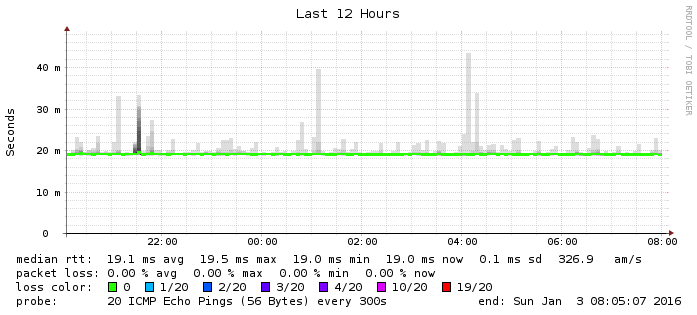 Last 12 Hours
RRDTOOL / TOBI OETIKER
Seconds
40 m
30 m
20 m
10 m
0
22:00 00:00 02:00 04:00 06:00 08:00
median rtt: 19.1 ms avg 19.5 ms max 19.0 ms min 19.0 ms now 0.1 ms sd 326.9 am/s
packet loss: 0.00 % avg 0.00 % max 0.00 % min 0.00 % now
loss color: 0 1/20 2/20 3/20 4/20 10/20 19/20
probe: 20 ICMP Echo Pings (56 Bytes) every 300s end: Sun Jan 3 08:05:07 2016